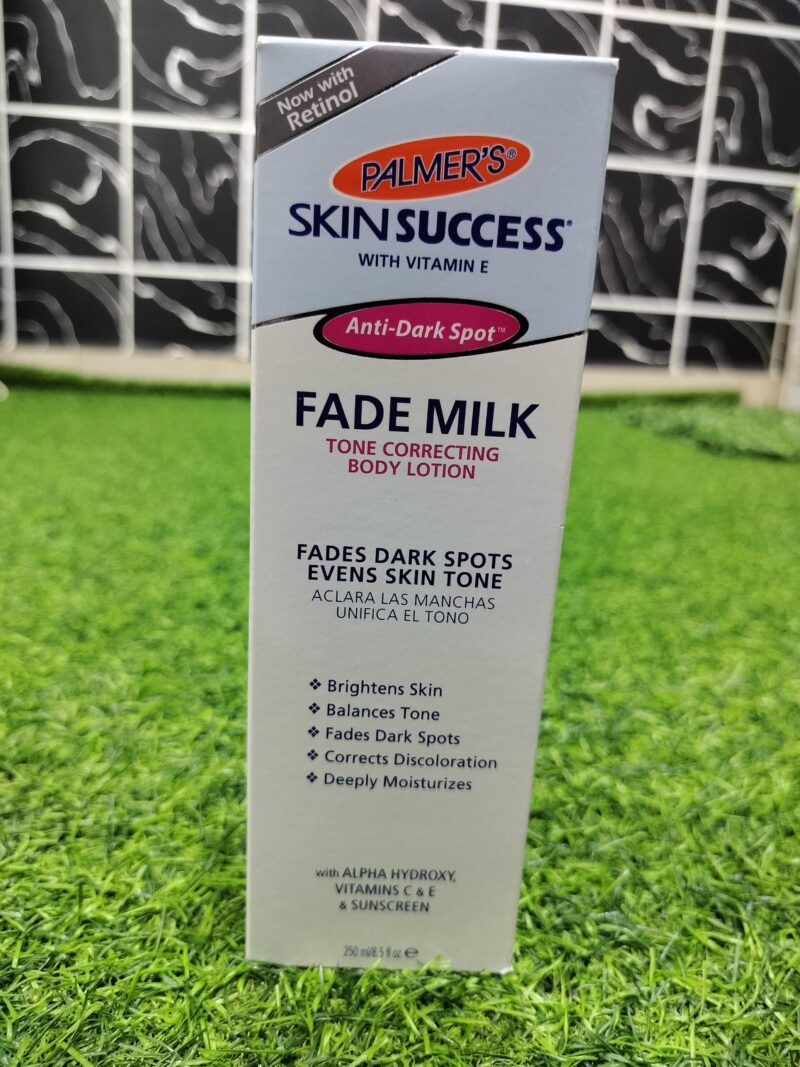 Now with
Retinol
PALMER'S®
SKIN SUCCESS®
WITH VITAMIN E
Anti-Dark Spot™
FADE MILK
TONE CORRECTING
BODY LOTION
FADES DARK SPOTS
EVENS SKIN TONE
ACLARA LAS MANCHAS
UNIFICA EL TONO
❖ Brightens Skin
❖ Balances Tone
❖ Fades Dark Spots
❖ Corrects Discoloration
❖ Deeply Moisturizes
with ALPHA HYDROXY,
VITAMINS C & E
& SUNSCREEN
250 ml/8.5 fl oz ℮